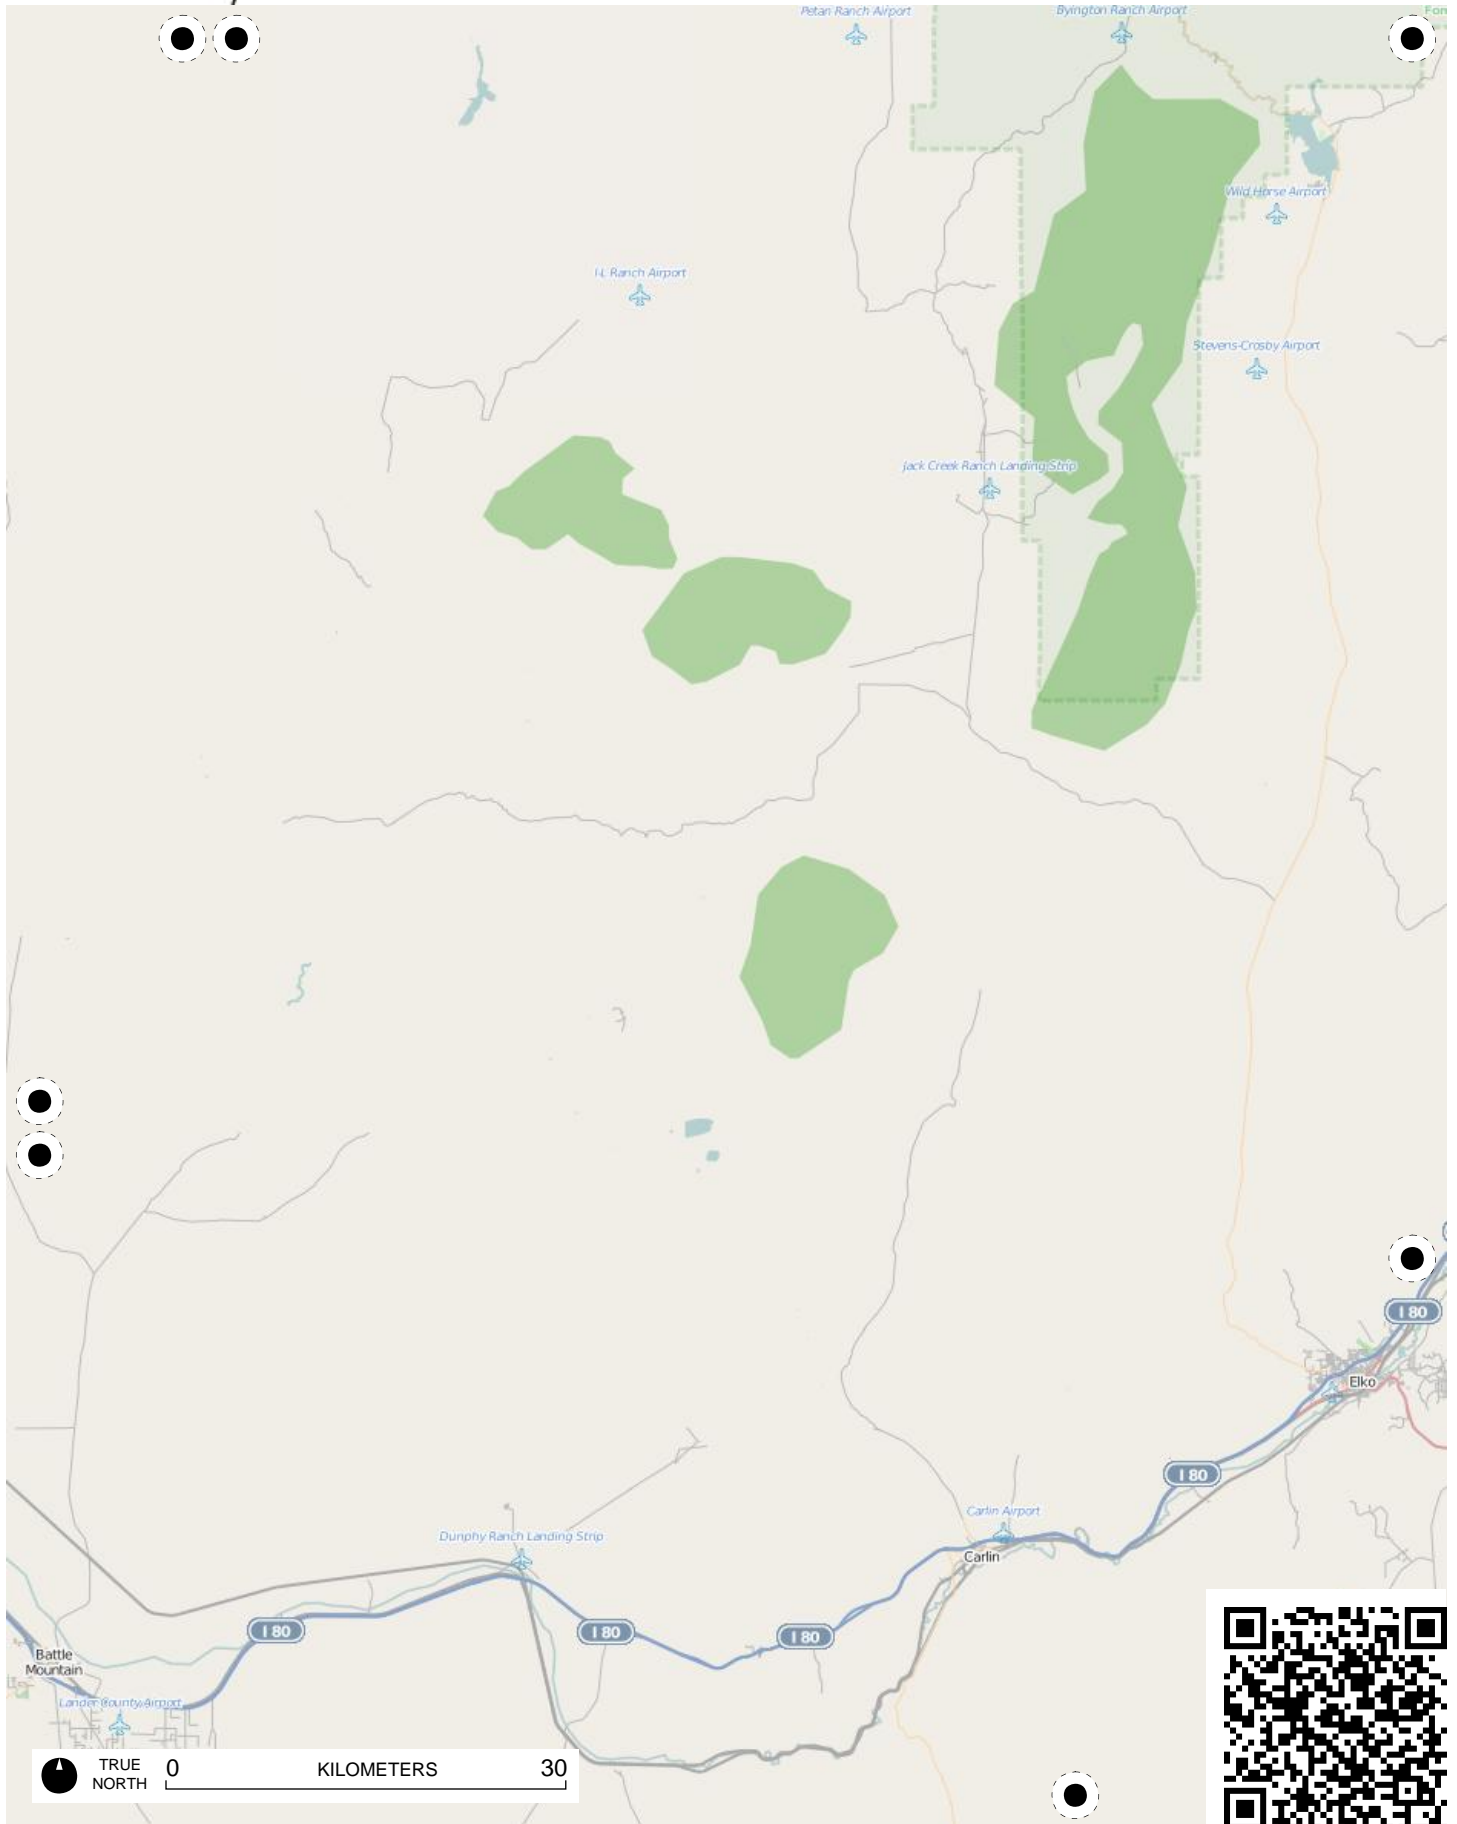 Petan Ranch Airport
Byington Ranch Airport
Wild Horse Airport
I-L Ranch Airport
Stevens-Crosby Airport
Jack Creek Ranch Landing Strip
I 80
Elko
I 80
Carlin Airport
Dunphy Ranch Landing Strip
Carlin
I 80
I 80
I 80
Battle
Mountain
Lander County Airport
TRUE
NORTH
0
KILOMETERS
30